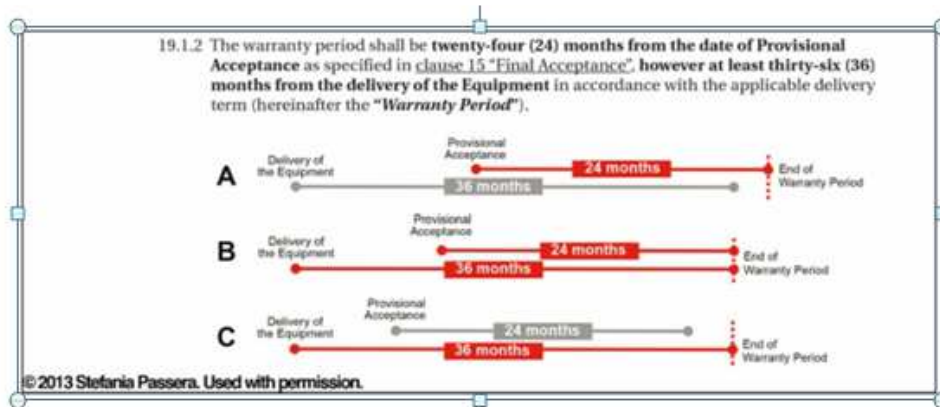 19.1.2 The warranty period shall be twenty-four (24) months from the date of Provisional
Acceptance as specified in clause 15 "Final Acceptance", however at least thirty-six (36)
months from the delivery of the Equipment in accordance with the applicable delivery
term (hereinafter the "Warranty Period").
A
Delivery of
the Equipment
Provisional
Acceptance
24 months
36 months
End of
Warranty Period
B
Delivery of
the Equipment
Provisional
Acceptance
24 months
36 months
End of
Warranty Period
C
Delivery of
the Equipment
Provisional
Acceptance
24 months
36 months
End of
Warranty Period
© 2013 Stefania Passera. Used with permission.